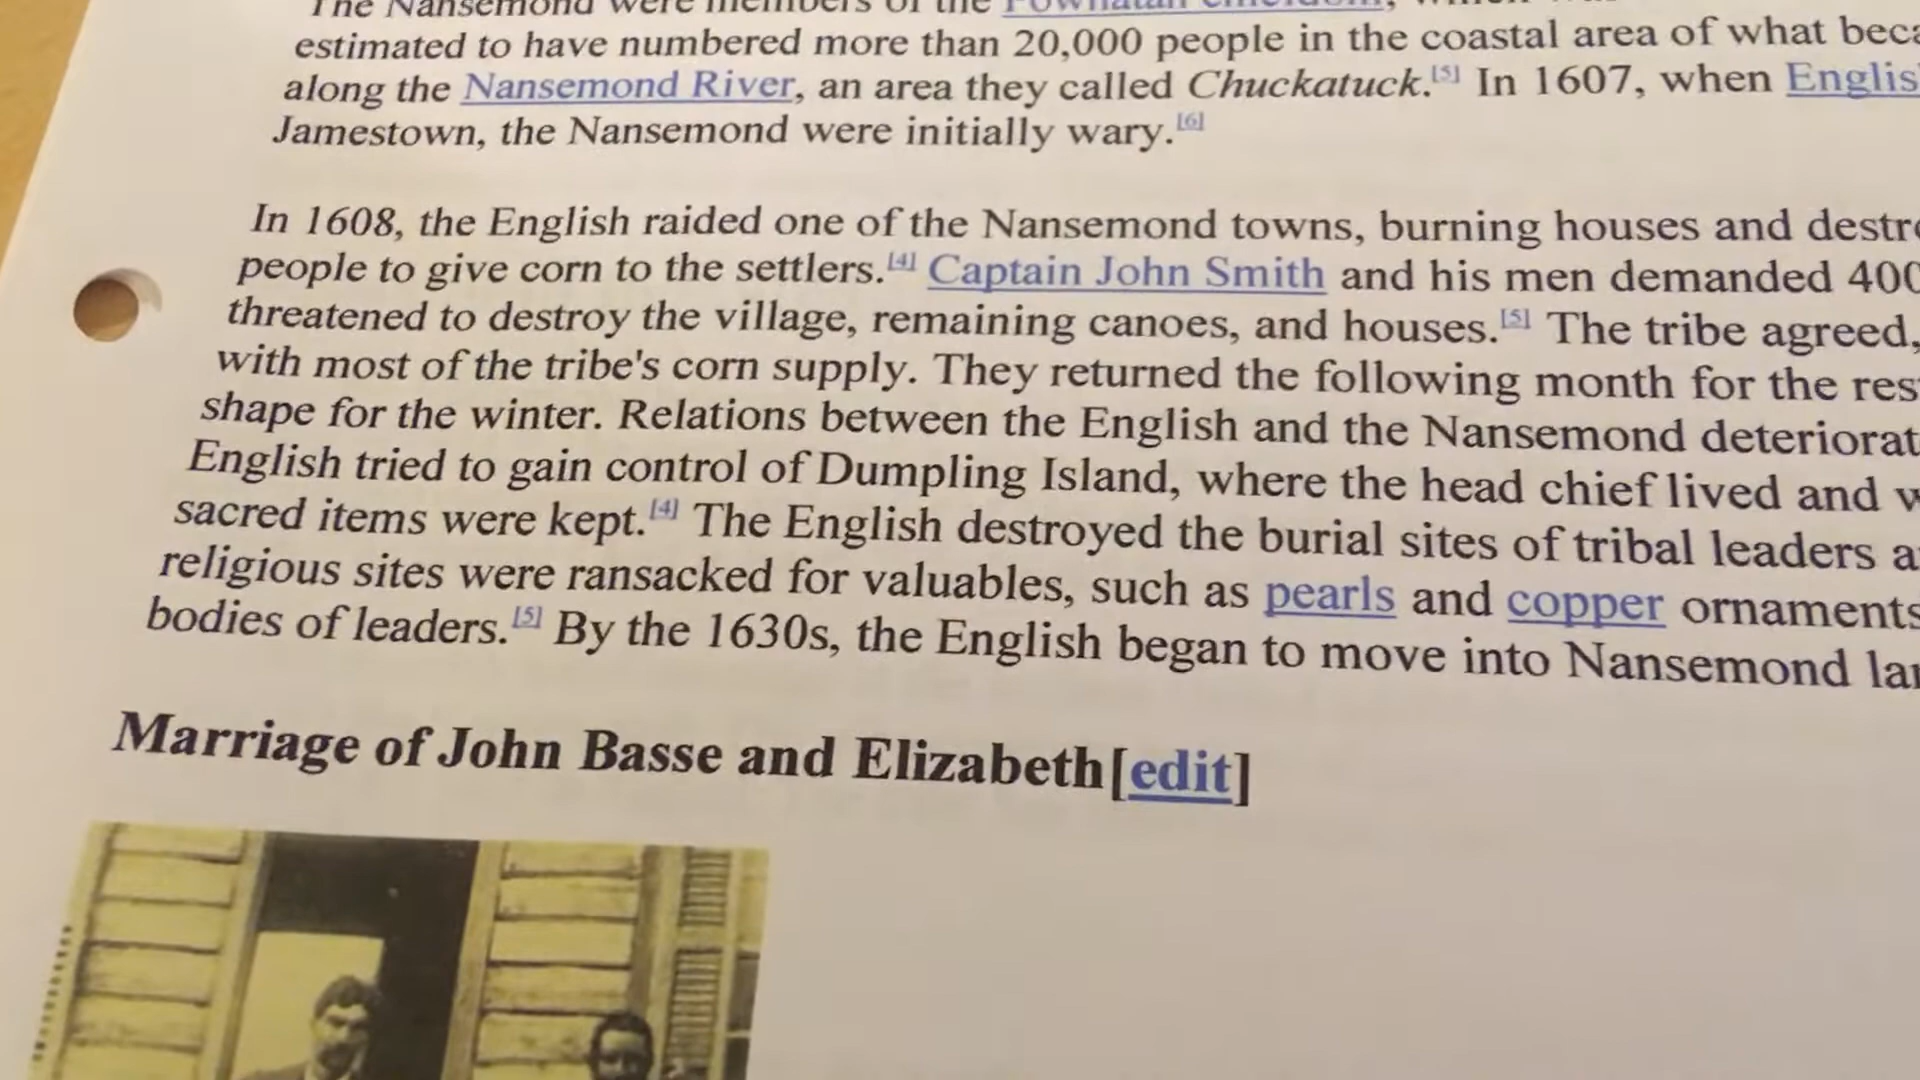 The Nansemond were members of the Powhatan chiefdom, which
estimated to have numbered more than 20,000 people in the coastal area of what
along the Nansemond River, an area they called Chuckatuck.[5] In 1607, when
Jamestown, the Nansemond were initially wary.[6]
In 1608, the English raided one of the Nansemond towns, burning houses and
people to give corn to the settlers.[4] Captain John Smith and his men demanded 400
threatened to destroy the village, remaining canoes, and houses.[5] The tribe agreed,
with most of the tribe's corn supply. They returned the following month for the
shape for the winter. Relations between the English and the Nansemond
English tried to gain control of Dumpling Island, where the head chief lived and
sacred items were kept.[4] The English destroyed the burial sites of tribal leaders
religious sites were ransacked for valuables, such as pearls and copper ornaments
bodies of leaders.[5] By the 1630s, the English began to move into Nansemond
Marriage of John Basse and Elizabeth[edit]